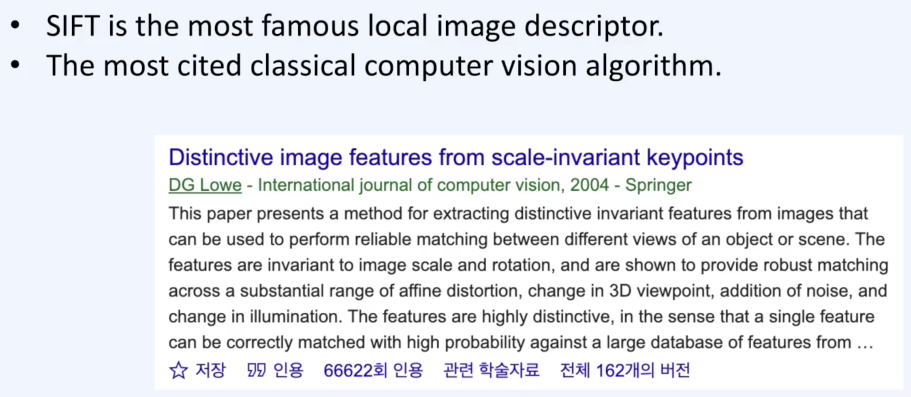 • SIFT is the most famous local image descriptor.
• The most cited classical computer vision algorithm.
Distinctive image features from scale-invariant keypoints
DG Lowe - International journal of computer vision, 2004 - Springer
This paper presents a method for extracting distinctive invariant features from images that
can be used to perform reliable matching between different views of an object or scene. The
features are invariant to image scale and rotation, and are shown to provide robust matching
across a substantial range of affine distortion, change in 3D viewpoint, addition of noise, and
change in illumination. The features are highly distinctive, in the sense that a single feature
can be correctly matched with high probability against a large database of features from …
저장 인용 66622회 인용 관련 학술자료 전체 162개의 버전